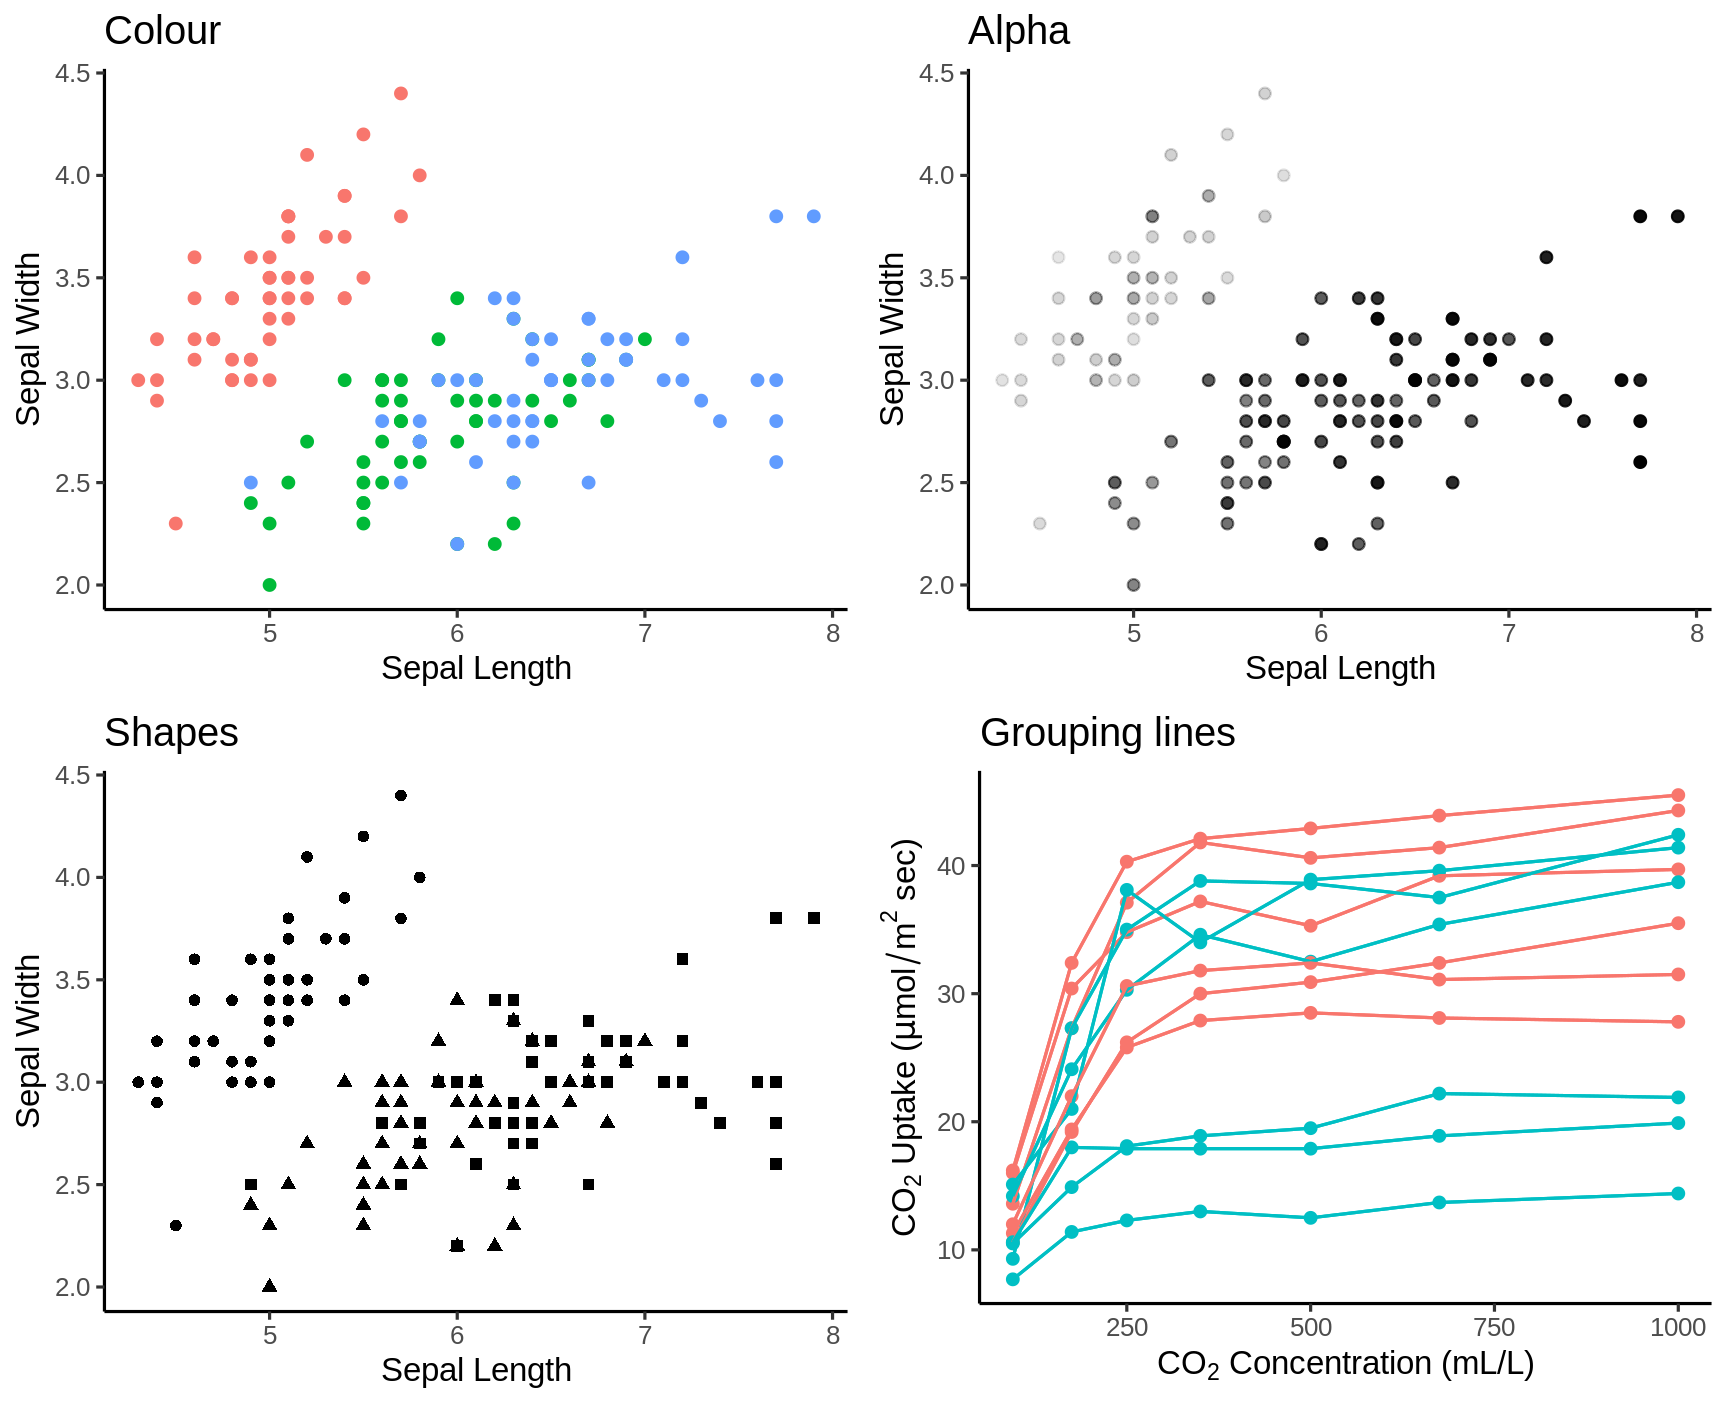 Colour
4.5
4.0
3.5
3.0
2.5
2.0
Sepal Width
5 6 7 8
Sepal Length
Alpha
4.5
4.0
3.5
3.0
2.5
2.0
Sepal Width
5 6 7 8
Sepal Length
Shapes
4.5
4.0
3.5
3.0
2.5
2.0
Sepal Width
5 6 7 8
Sepal Length
Grouping lines
40
30
20
10
CO₂ Uptake (µmol/m² sec)
250 500 750 1000
CO₂ Concentration (mL/L)